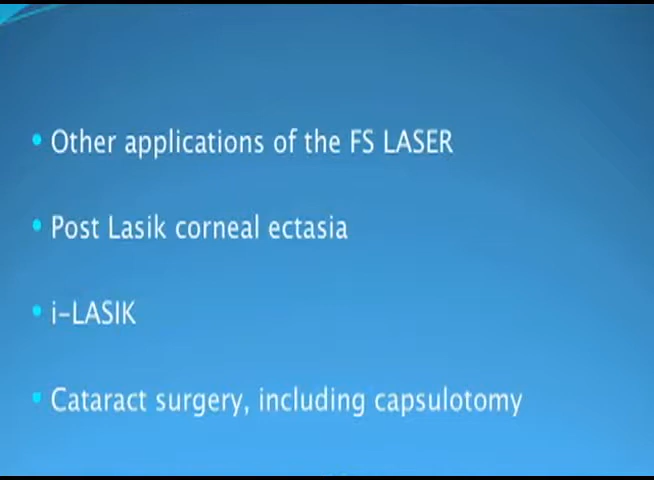 • Other applications of the FS LASER
• Post Lasik corneal ectasia
• i-LASIK
• Cataract surgery, including capsulotomy